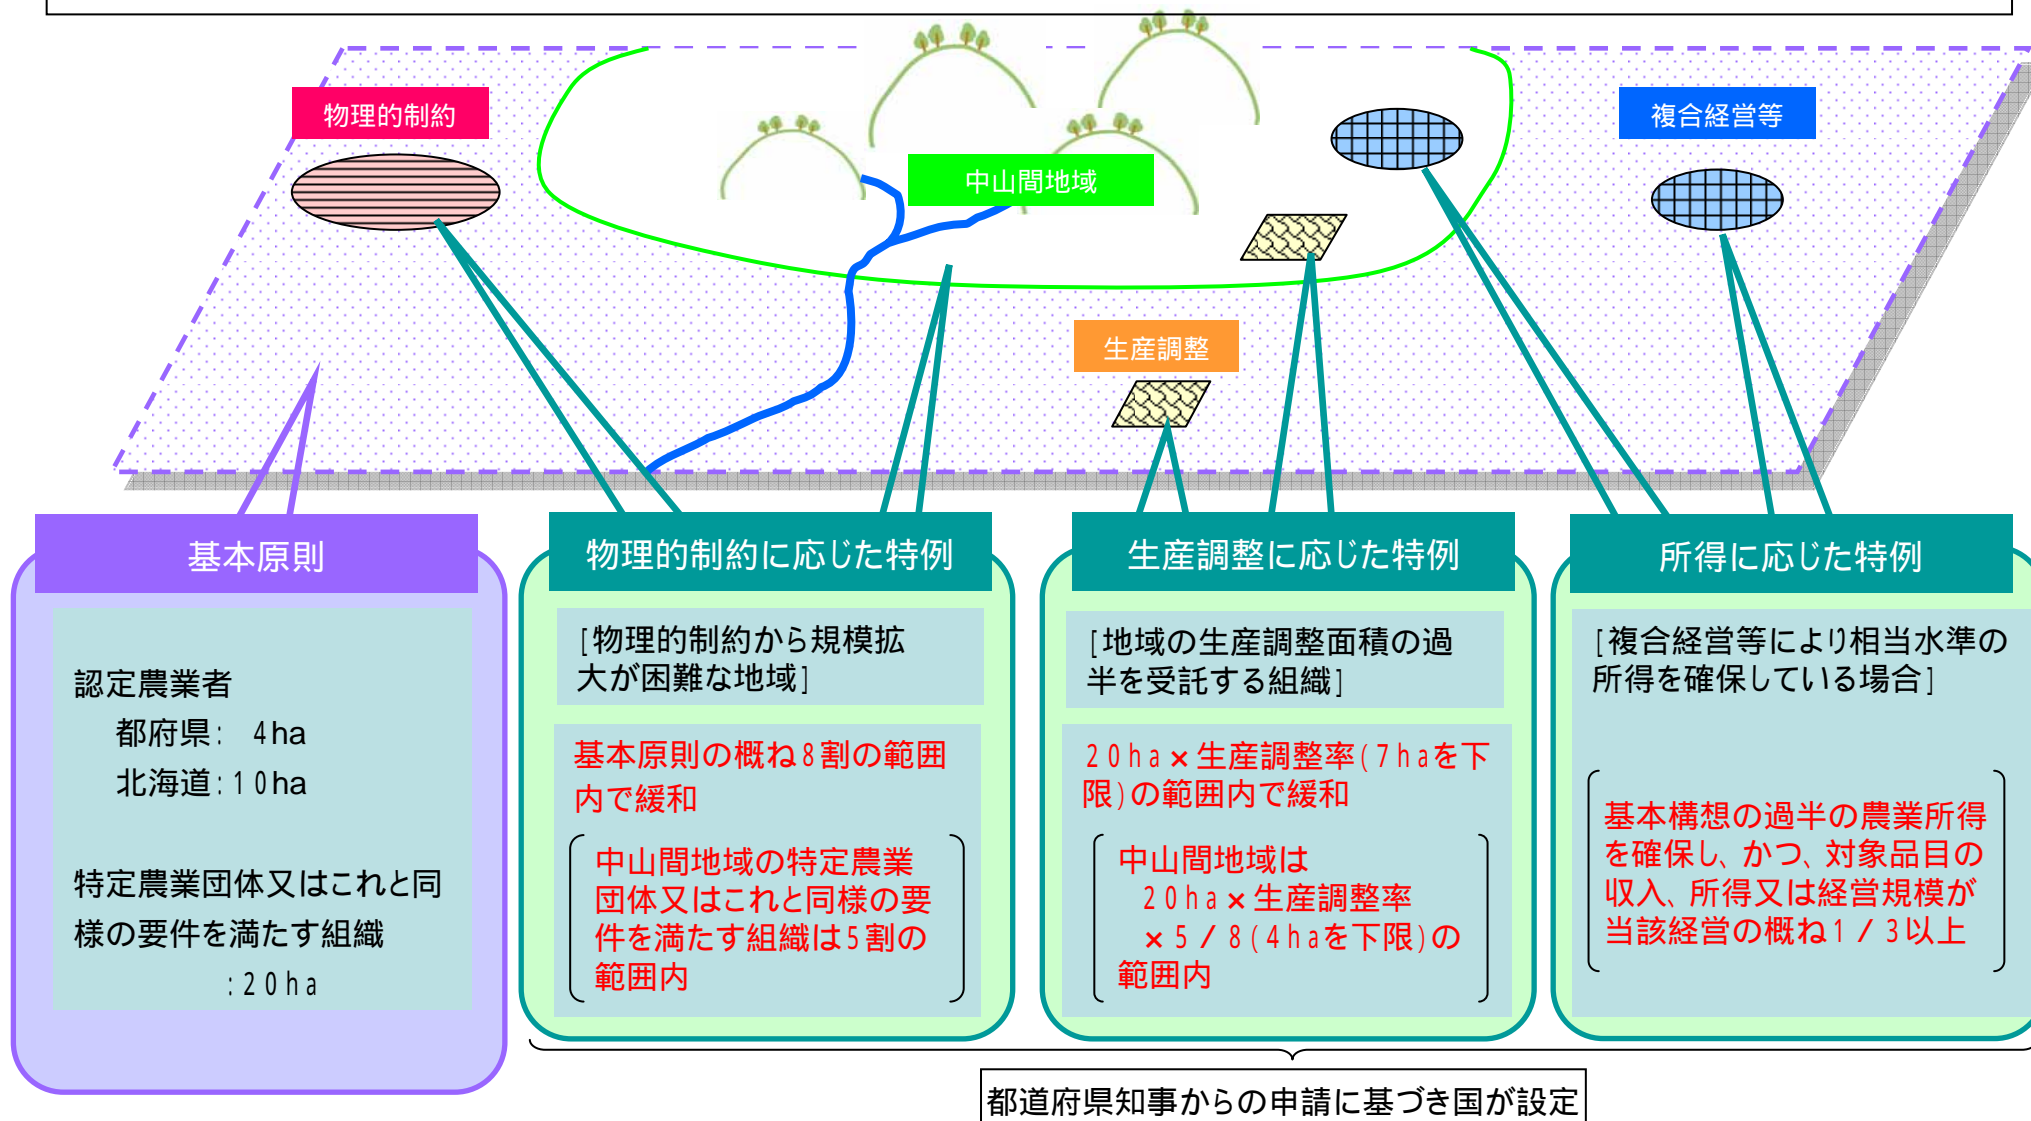 物理的制約
複合経営等
中山間地域
生産調整
基本原則
認定農業者
都府県： 4ha
北海道：10ha
特定農業団体又はこれと同
様の要件を満たす組織
：20ha
物理的制約に応じた特例
[物理的制約から規模拡
大が困難な地域]
基本原則の概ね8割の範囲
内で緩和
中山間地域の特定農業
団体又はこれと同様の要
件を満たす組織は5割の
範囲内
生産調整に応じた特例
[地域の生産調整面積の過
半を受託する組織]
20ha×生産調整率(7haを下
限)の範囲内で緩和
中山間地域は
20ha×生産調整率
×5/8(4haを下限)の
範囲内
所得に応じた特例
[複合経営等により相当水準の
所得を確保している場合]
基本構想の過半の農業所得
を確保し、かつ、対象品目の
収入、所得又は経営規模が
当該経営の概ね1/3以上
都道府県知事からの申請に基づき国が設定